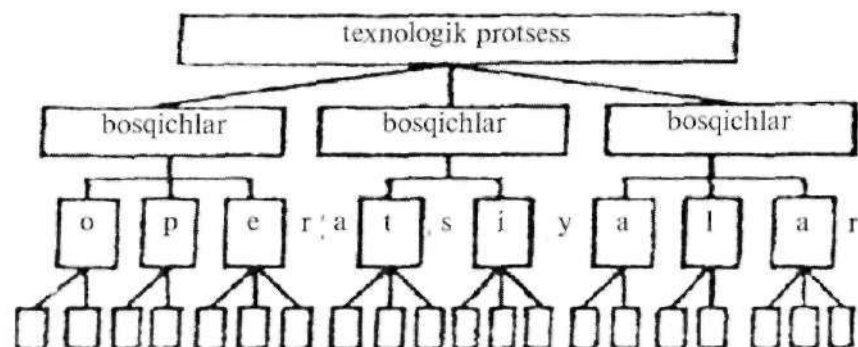 texnologik protsess
bosqichlar bosqichlar bosqichlar
o p e r a t s i y a l a r